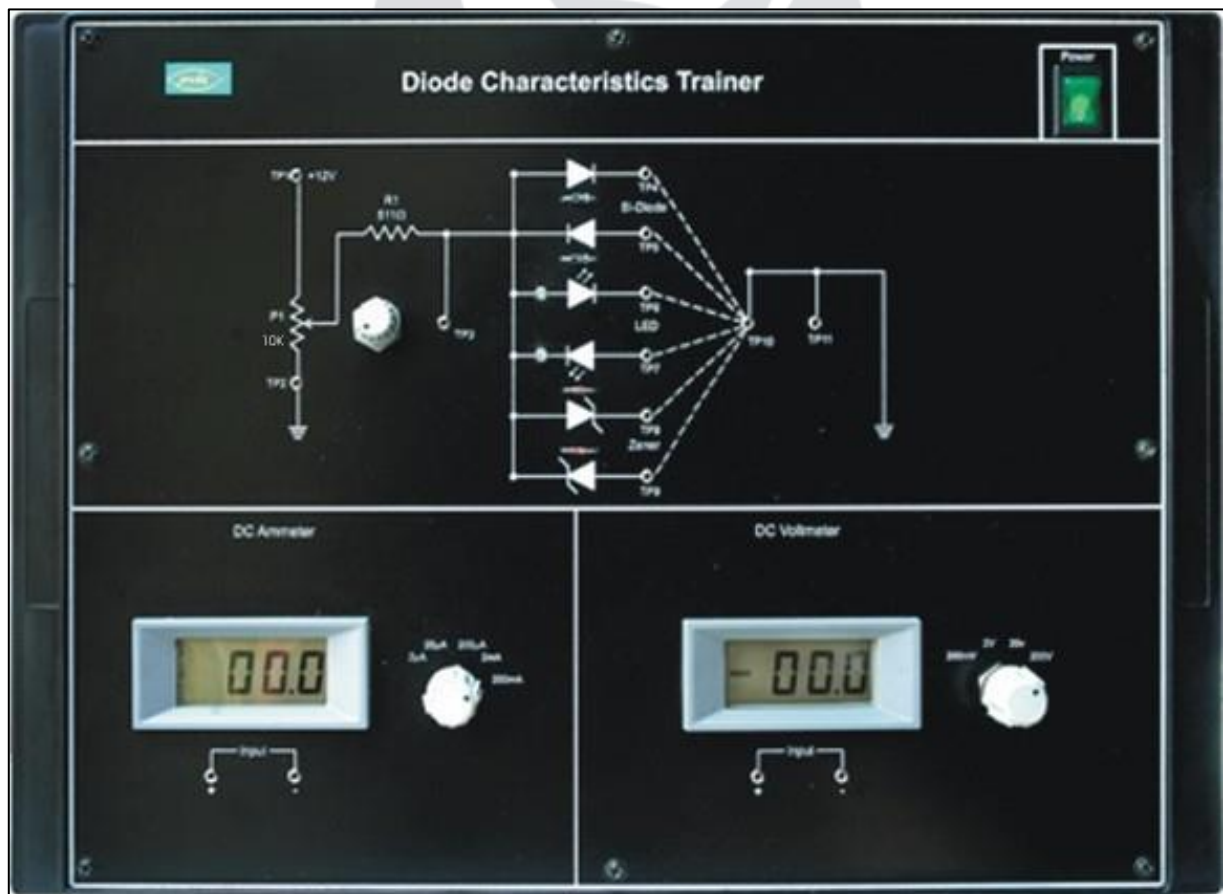 Power
Diode Characteristics Trainer
TP1
+12V
R1
511Ω
TP4
Si-Diode
TP5
TP6
P1
10K
LED
TP3
TP10
TP11
TP7
TP2
TP8
Zener
TP9
DC Ammeter
DC Voltmeter
2µA 20µA 200µA 2mA 200mA
200mV 2V 20v 200V
00.0
- 00.0
Input
Input
+ -
+ -